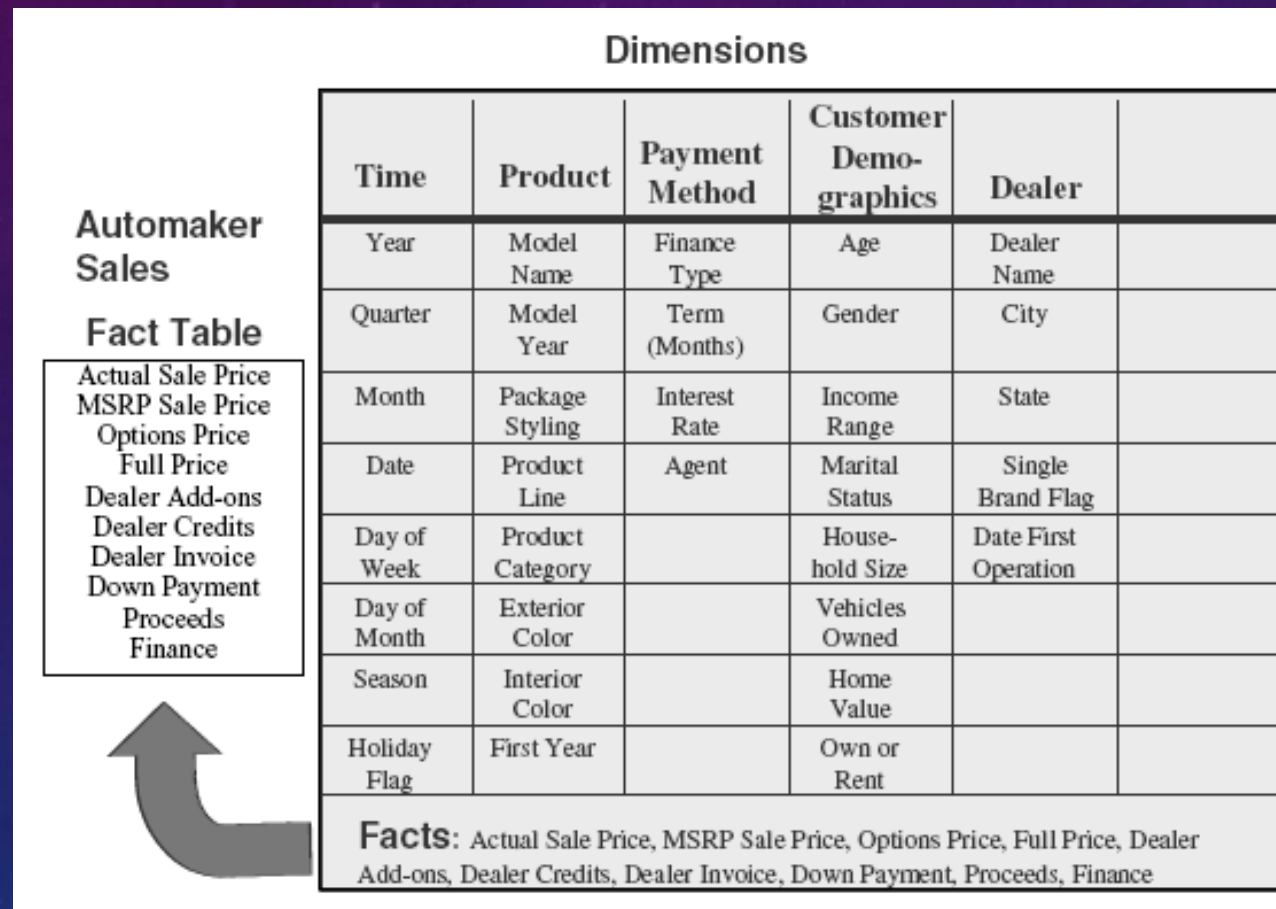 Dimensions
Automaker
Sales
Fact Table
Actual Sale Price
MSRP Sale Price
Options Price
Full Price
Dealer Add-ons
Dealer Credits
Dealer Invoice
Down Payment
Proceeds
Finance
Time
Product
Payment
Method
Customer
Demo-
graphics
Dealer
Year
Model
Name
Finance
Type
Age
Dealer
Name
Quarter
Model
Year
Term
(Months)
Gender
City
Month
Package
Styling
Interest
Rate
Income
Range
State
Date
Product
Line
Agent
Marital
Status
Single
Brand Flag
Day of
Week
Product
Category
House-
hold Size
Date First
Operation
Day of
Month
Exterior
Color
Vehicles
Owned
Season
Interior
Color
Home
Value
Holiday
Flag
First Year
Own or
Rent
Facts: Actual Sale Price, MSRP Sale Price, Options Price, Full Price, Dealer
Add-ons, Dealer Credits, Dealer Invoice, Down Payment, Proceeds, Finance